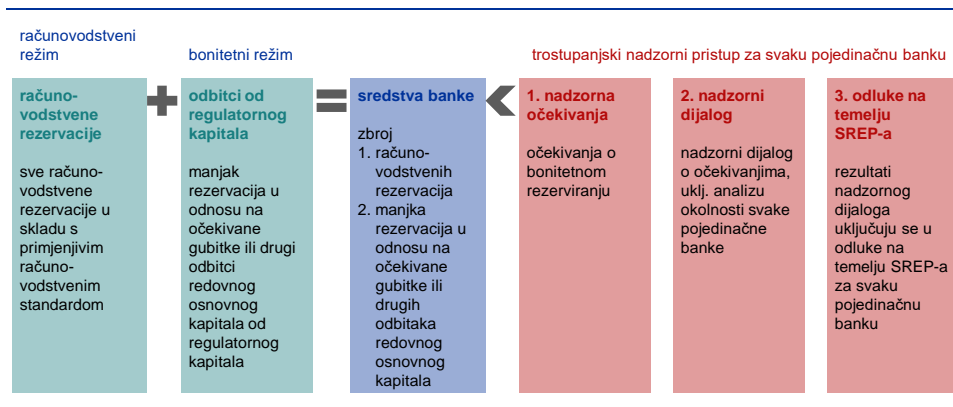 računovodstveni
režim
bonitetni režim
trostupanjski nadzorni pristup za svaku pojedinačnu banku
računo-
vodstvene
rezervacije
sve računo-
vodstvene
rezervacije u
skladu s
primjenjivim
računo-
vodstvenim
standardom
odbitci od
regulatornog
kapitala
manjak
rezervacija u
odnosu na
očekivane
gubitke ili drugi
odbitci
redovnog
osnovnog
kapitala od
regulatornog
kapitala
sredstva banke
zbroj
1. računo-
vodstvenih
rezervacija
2. manjka
rezervacija u
odnosu na
očekivane
gubitke ili
drugih
odbitaka
redovnog
osnovnog
kapitala
1. nadzorna
očekivanja
očekivanja o
bonitetnom
rezerviranju
2. nadzorni
dijalog
nadzorni dijalog
o očekivanjima,
uklj. analizu
okolnosti svake
pojedinačne
banke
3. odluke na
temelju
SREP-a
rezultati
nadzornog
dijaloga
uključuju se u
odluke na
temelju SREP-a
za svaku
pojedinačnu
banku